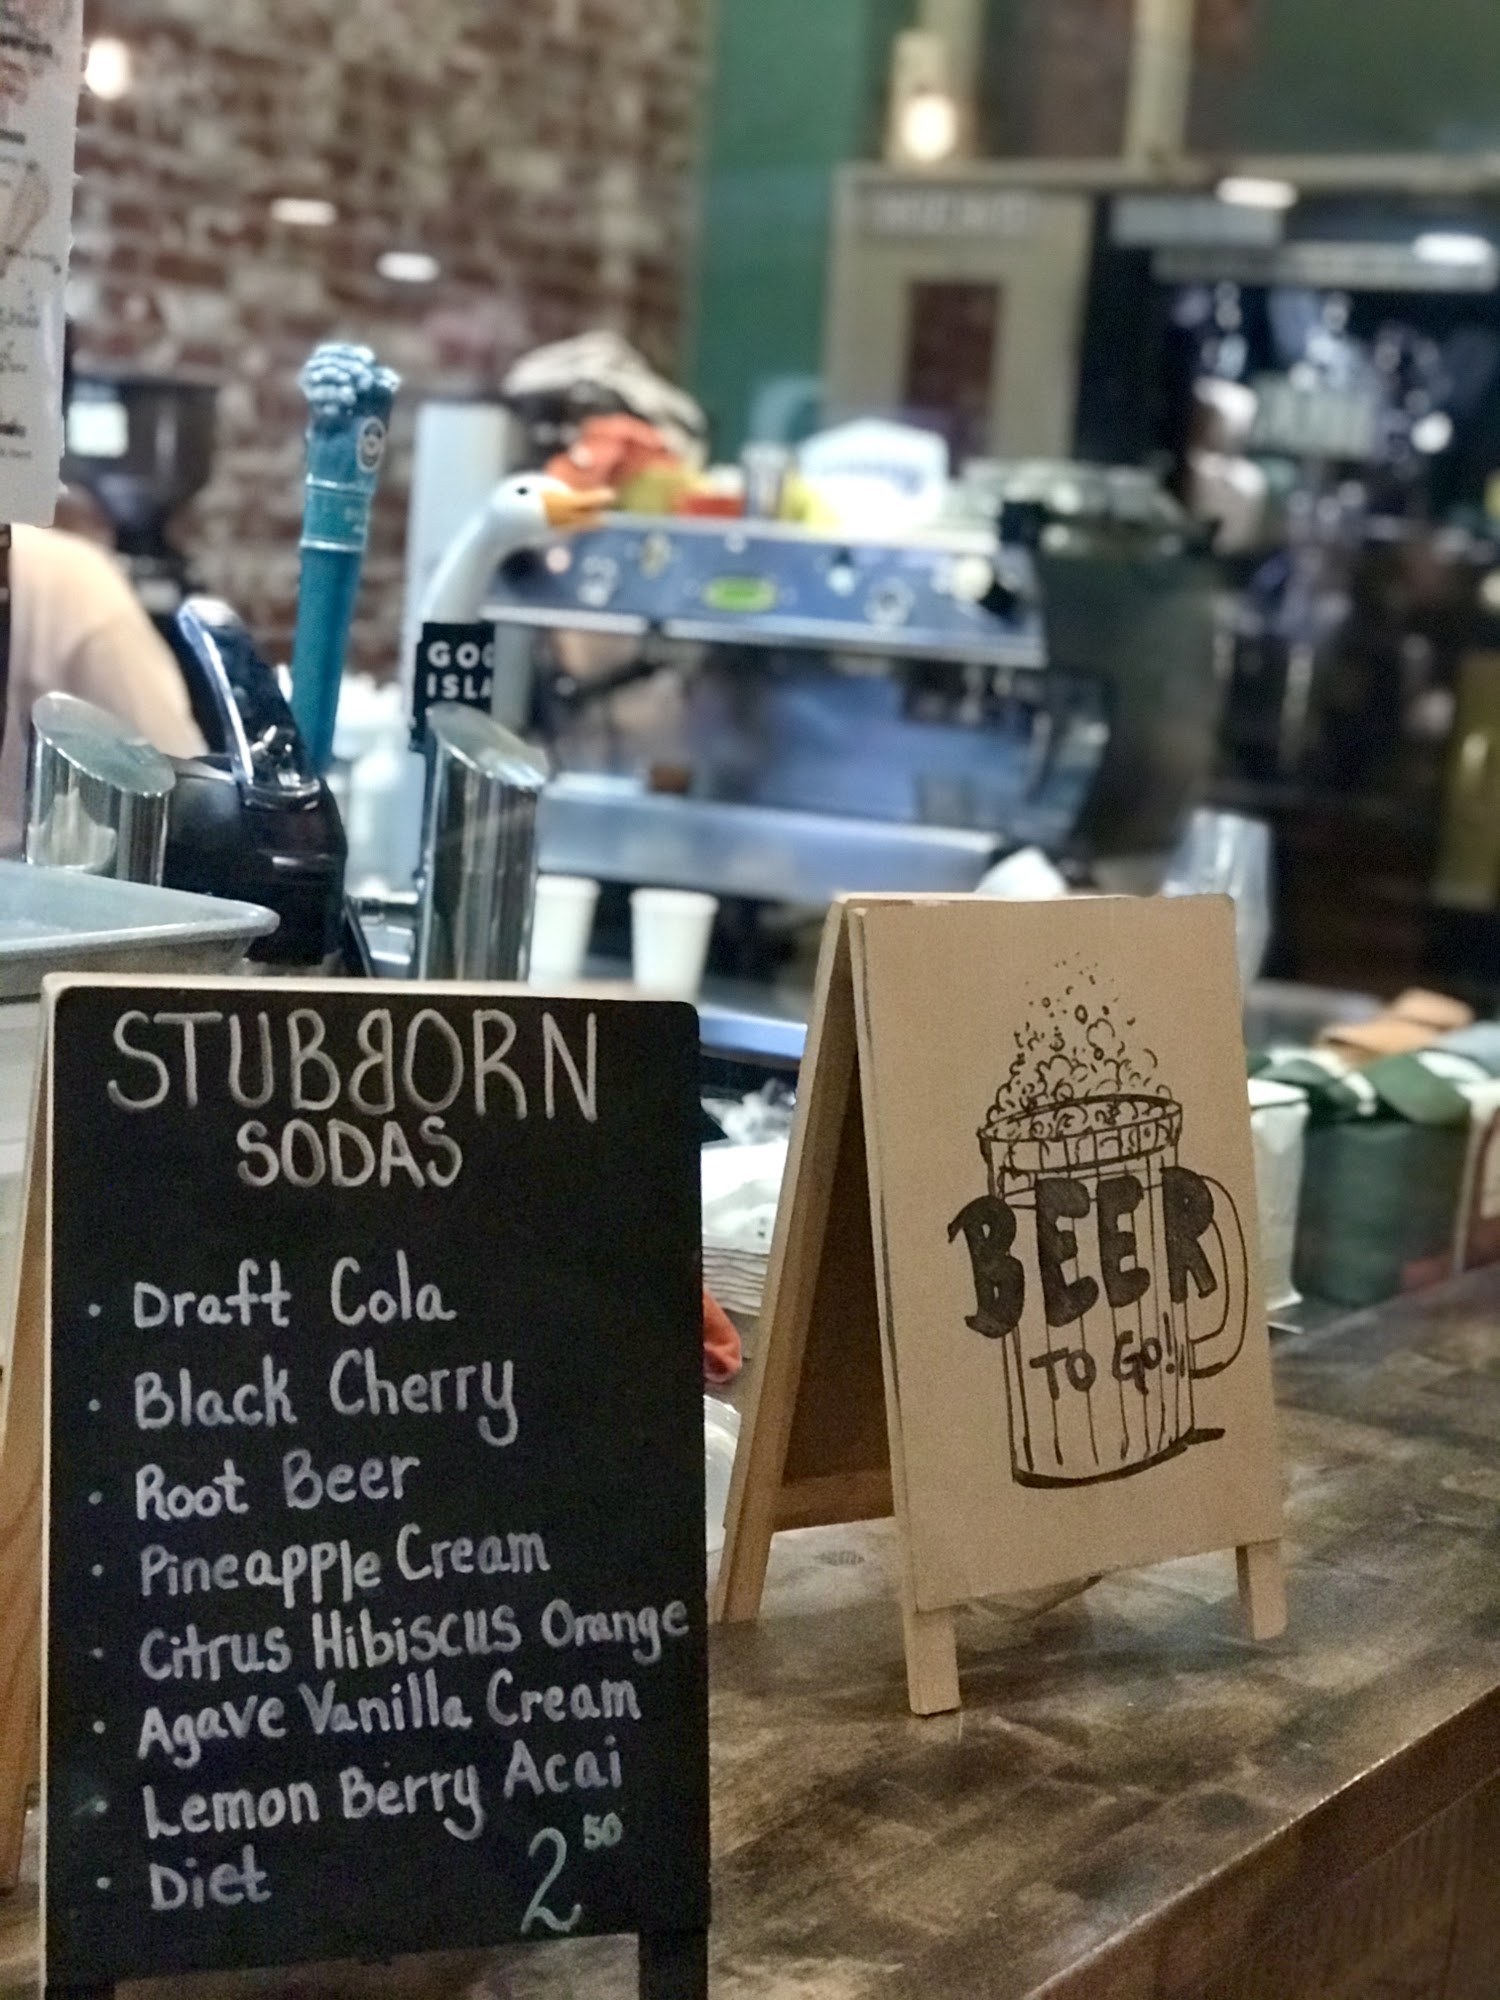 STUBBORN
SODAS
· Draft Cola
· Black Cherry
· Root Beer
· Pineapple Cream
· Citrus Hibiscus Orange
· Agave Vanilla Cream
· Lemon Berry Acai
· Diet
2 50
BEER
TO GO!